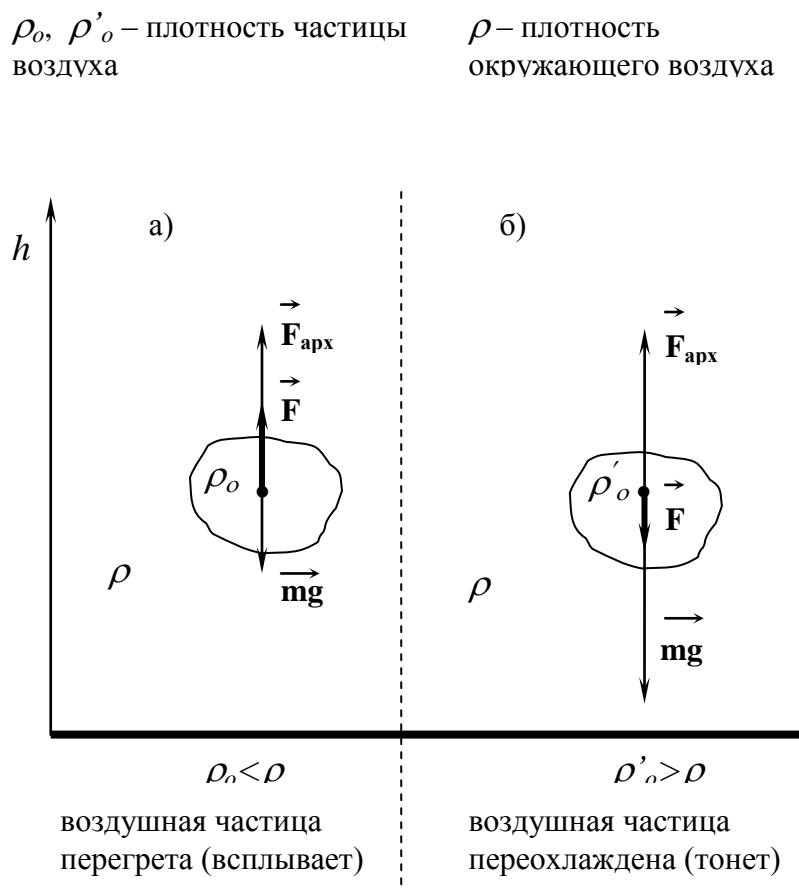 ρₒ, ρ’ₒ – плотность частицы
воздуха
ρ – плотность
окружающего воздуха
h
а)
Fарх
F
ρₒ
ρ
mg
ρₒ<ρ
воздушная частица
перегрета (всплывает)
б)
Fарх
ρ'ₒ
F
ρ
mg
ρ’ₒ>ρ
воздушная частица
переохлаждена (тонет)